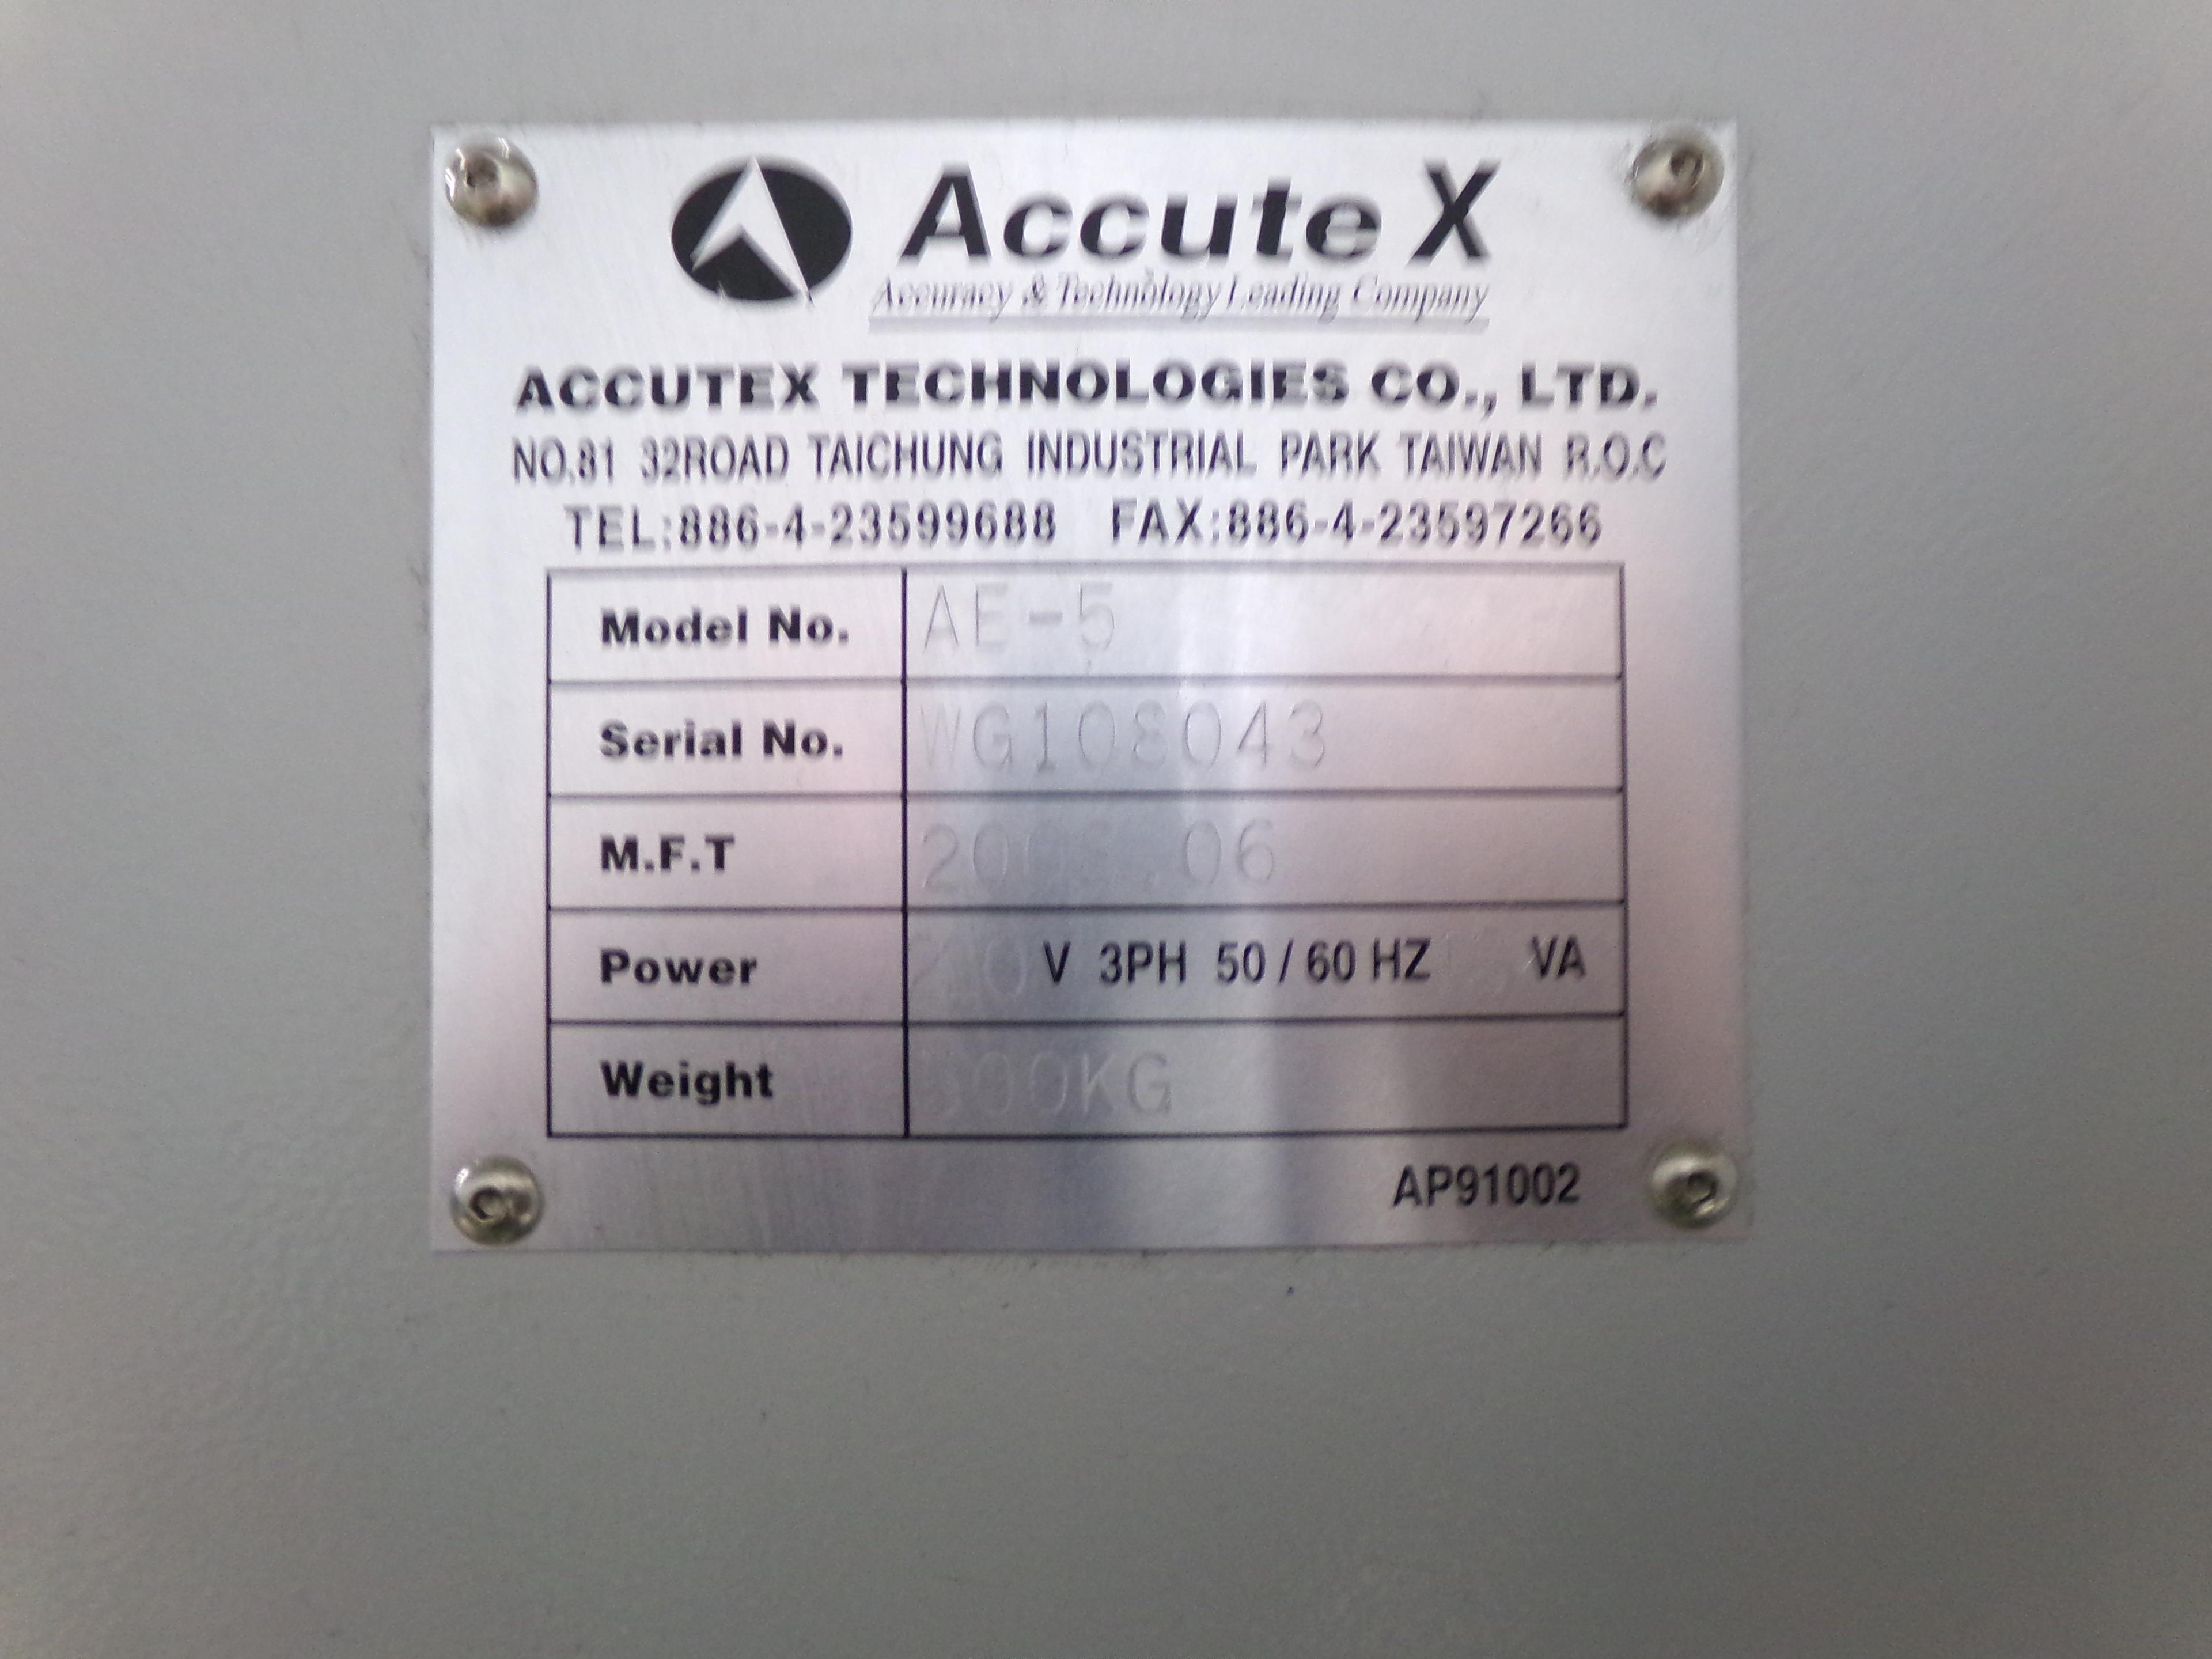 Accute X
Accuracy & Technology Leading Company
ACCUTEX TECHNOLOGIES CO., LTD.
NO.81 32ROAD TAICHUNG INDUSTRIAL PARK TAIWAN R.O.C
TEL:886-4-23599688 FAX:886-4-23597266
Model No. AE-5
Serial No. WG108043
M.F.T
Power V 3PH 50/60 HZ VA
Weight
AP91002